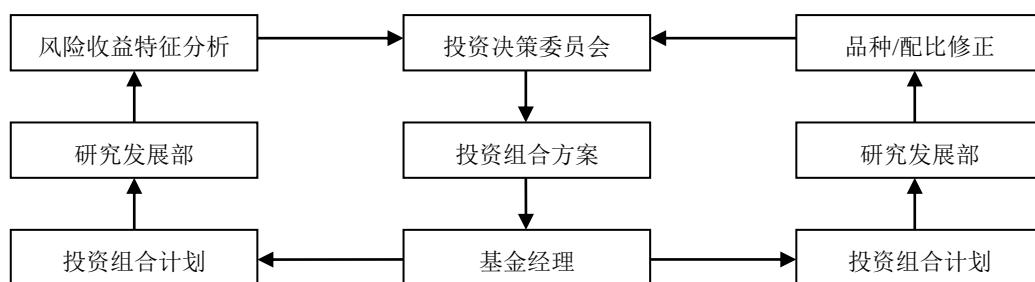 风险收益特征分析
投资决策委员会
品种/配比修正
研究发展部
投资组合方案
研究发展部
投资组合计划
基金经理
投资组合计划